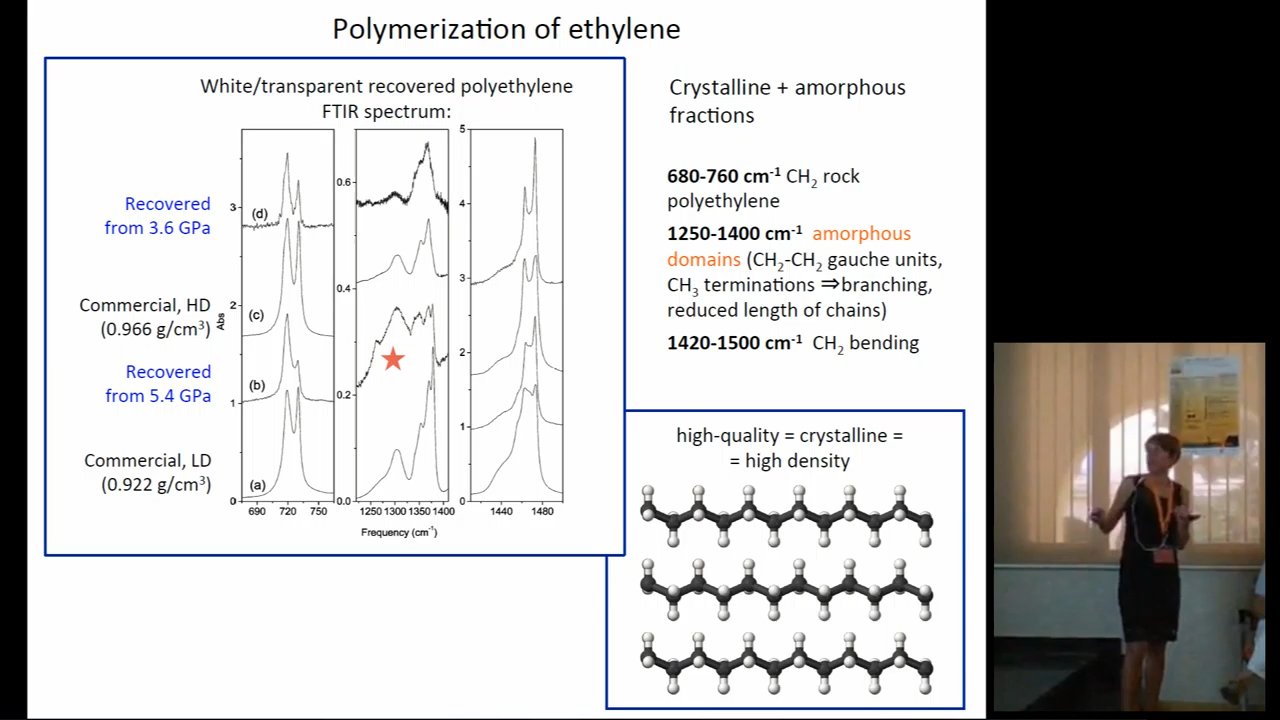 Polymerization of ethylene
White/transparent recovered polyethylene
FTIR spectrum:
Recovered
from 3.6 GPa
Commercial, HD
(0.966 g/cm³)
Recovered
from 5.4 GPa
Commercial, LD
(0.922 g/cm³)
Abs
3
2
1
0
(d)
(c)
(b)
(a)
690 720 750
0.6
0.4
0.2
0.0
1250 1300 1350 1400
5
4
3
2
1
0
1440 1480
Frequency (cm⁻¹)
Crystalline + amorphous
fractions
680-760 cm⁻¹ CH₂ rock
polyethylene
1250-1400 cm⁻¹ amorphous
domains (CH₂-CH₂ gauche units,
CH₃ terminations ⇒branching,
reduced length of chains)
1420-1500 cm⁻¹ CH₂ bending
high-quality = crystalline =
= high density